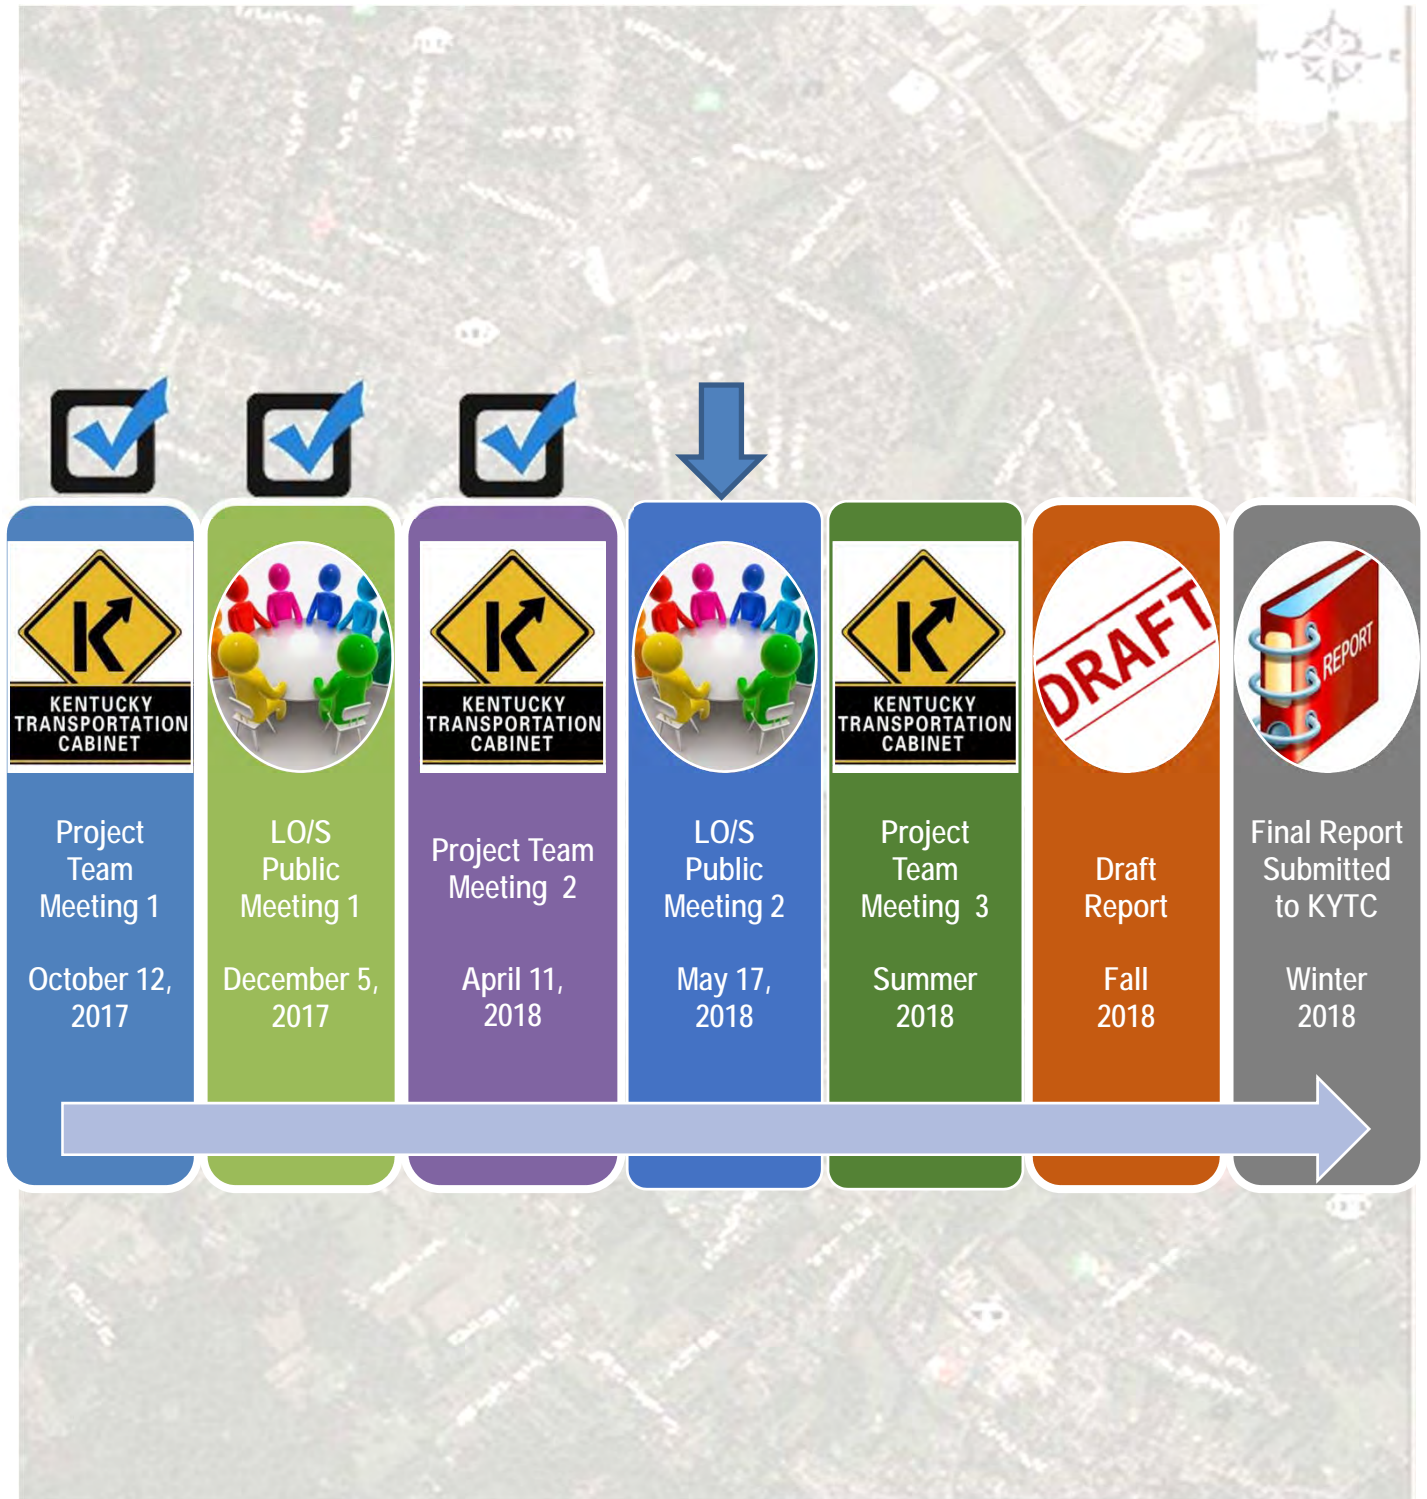 W
E
KENTUCKY
TRANSPORTATION
CABINET
Project
Team
Meeting 1
October 12,
2017
LO/S
Public
Meeting 1
December 5,
2017
KENTUCKY
TRANSPORTATION
CABINET
Project Team
Meeting 2
April 11,
2018
LO/S
Public
Meeting 2
May 17,
2018
KENTUCKY
TRANSPORTATION
CABINET
Project
Team
Meeting 3
Summer
2018
DRAFT
Draft
Report
Fall
2018
REPORT
Final Report
Submitted
to KYTC
Winter
2018